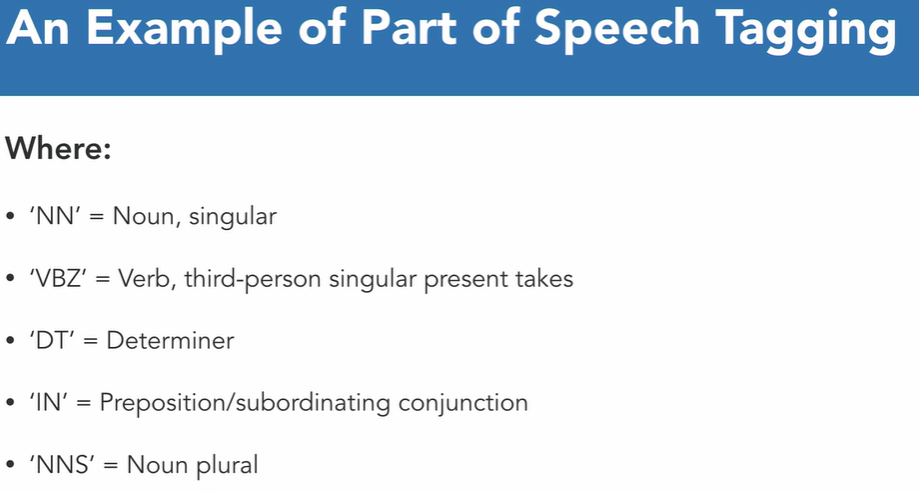 An Example of Part of Speech Tagging
Where:
• ‘NN’ = Noun, singular
• ‘VBZ’ = Verb, third-person singular present takes
• ‘DT’ = Determiner
• ‘IN’ = Preposition/subordinating conjunction
• ‘NNS’ = Noun plural